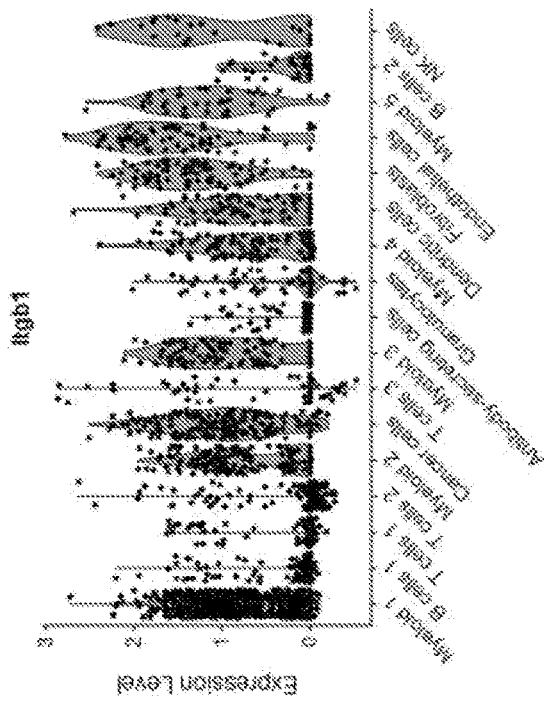 Itgb1
Expression Level
3
2
1
0
Myeloid 1
B cells 1
T cells 1
T cells 2
Myeloid 2
Cancer cells
T cells 3
Myeloid 3
Antibody-secreting cells
Granulocytes
Myeloid 4
Dendritic cells
Fibroblasts
Endothelial cells
Myeloid 5
B cells 2
NK cells